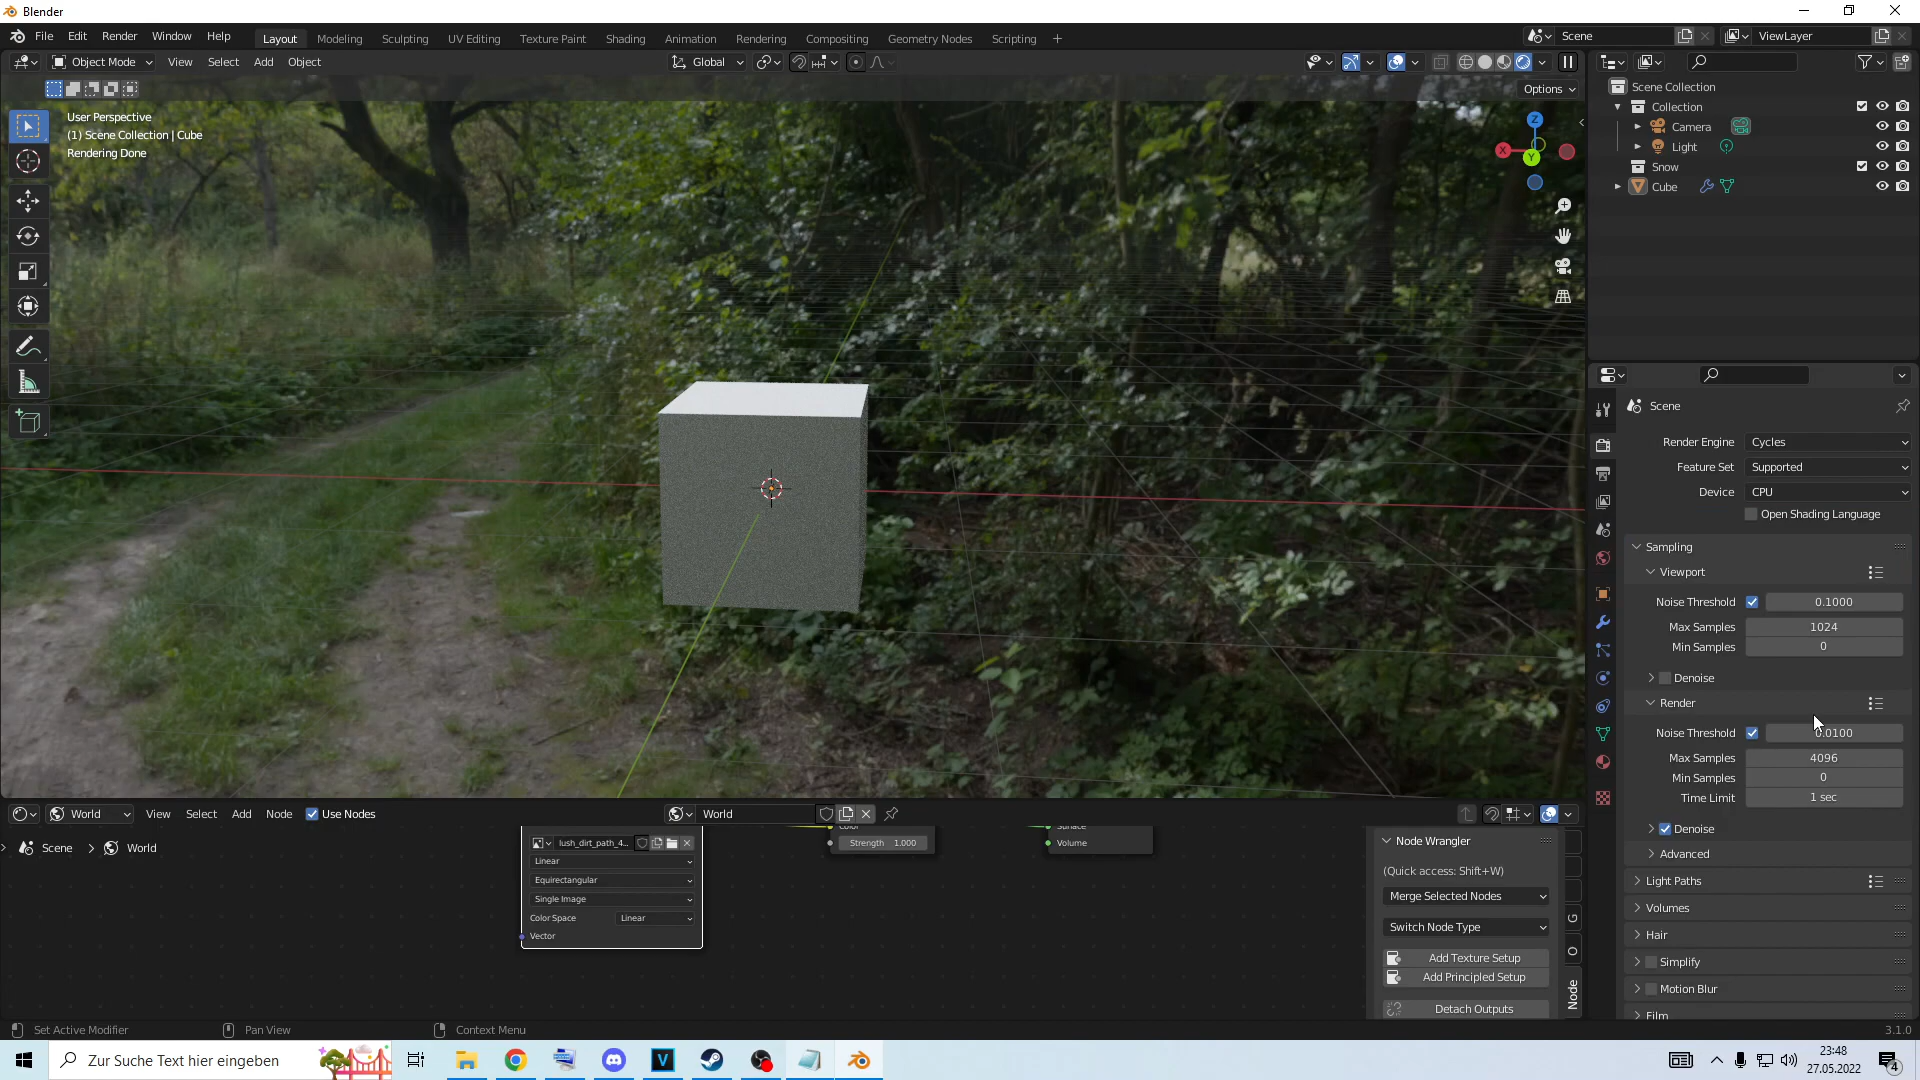 Blender
File Edit Render Window Help
Layout Modeling Sculpting UV Editing Texture Paint Shading Animation Rendering Compositing Geometry Nodes Scripting +
Scene
ViewLayer
Object Mode View Select Add Object
Global
Options
User Perspective
(1) Scene Collection | Cube
Rendering Done
Z
X
Y
Scene Collection
Collection
Camera
Light
Snow
Cube
Scene
Render Engine Cycles
Feature Set Supported
Device CPU
Open Shading Language
Sampling
Viewport
Noise Threshold 0.1000
Max Samples 1024
Min Samples 0
Denoise
Render
Noise Threshold 0.0100
Max Samples 4096
Min Samples 0
Time Limit 1 sec
Denoise
Advanced
Light Paths
Volumes
Hair
Simplify
Motion Blur
Film
World View Select Add Node Use Nodes
World
Scene > World
lush_dirt_path_4...
Linear
Equirectangular
Single Image
Color Space Linear
Vector
Color
Strength 1.000
Surface
Volume
Node Wrangler
(Quick access: Shift+W)
Merge Selected Nodes
Switch Node Type
Add Texture Setup
Add Principled Setup
Detach Outputs
G
O
Node
Set Active Modifier
Pan View
Context Menu
3.1.0
Zur Suche Text hier eingeben
V
23:48
27.05.2022
4